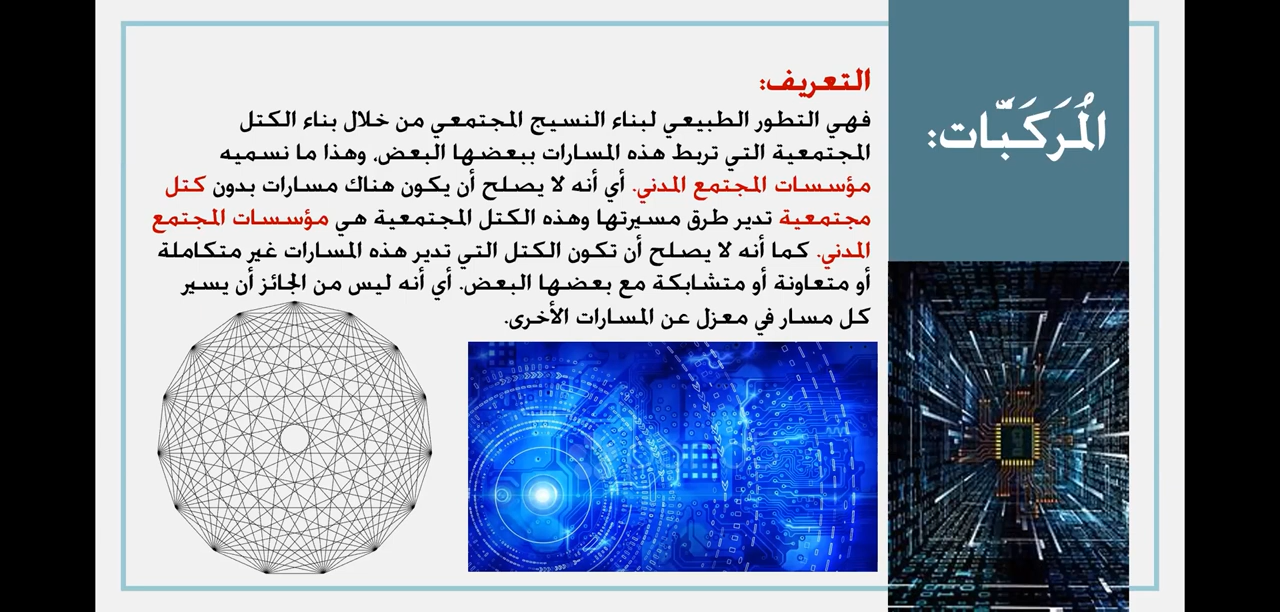 المُرَكَبَّات:
التعريف:
فهي التطور الطبيعي لبناء النسيج المجتمعي من خلال بناء الكتل
المجتمعية التي تربط هذه المسارات ببعضها البعض، وهذا ما نسميه
مؤسسات المجتمع المدني. أي أنه لا يصلح أن يكون هناك مسارات بدون كتل
مجتمعية تدير طرق مسيرتها وهذه الكتل المجتمعية هي مؤسسات المجتمع
المدني. كما أنه لا يصلح أن تكون الكتل التي تدير هذه المسارات غير متكاملة
أو متعاونة أو متشابكة مع بعضها البعض. أي أنه ليس من الجائز أن يسير
كل مسار في معزل عن المسارات الأخرى.